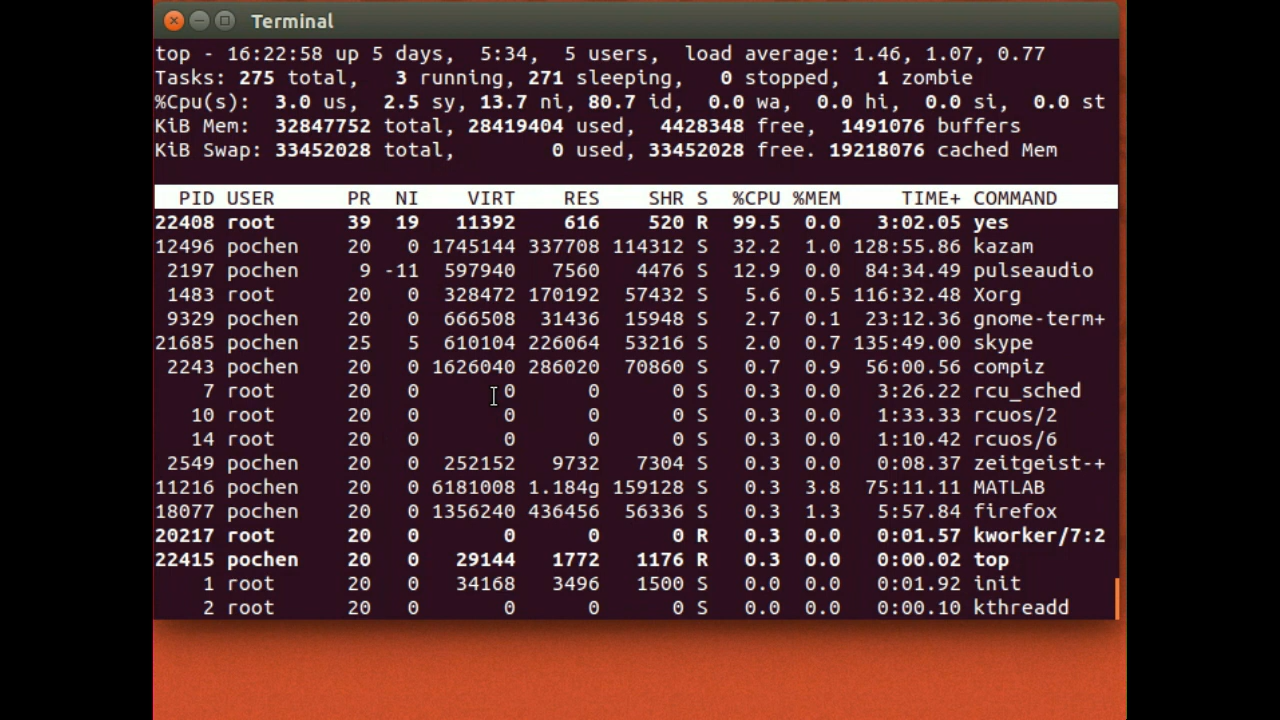 Terminal
top - 16:22:58 up 5 days,  5:34,  5 users,  load average: 1.46, 1.07, 0.77
Tasks: 275 total,   3 running, 271 sleeping,   0 stopped,   1 zombie
%Cpu(s):  3.0 us,  2.5 sy, 13.7 ni, 80.7 id,  0.0 wa,  0.0 hi,  0.0 si,  0.0 st
KiB Mem:  32847752 total, 28419404 used,  4428348 free,  1491076 buffers
KiB Swap: 33452028 total,        0 used, 33452028 free. 19218076 cached Mem
  PID USER      PR  NI    VIRT    RES    SHR S  %CPU %MEM     TIME+ COMMAND
22408 root      39  19   11392    616    520 R  99.5  0.0   3:02.05 yes
12496 pochen    20   0 1745144 337708 114312 S  32.2  1.0 128:55.86 kazam
 2197 pochen     9 -11  597940   7560   4476 S  12.9  0.0  84:34.49 pulseaudio
 1483 root      20   0  328472 170192  57432 S   5.6  0.5 116:32.48 Xorg
 9329 pochen    20   0  666508  31436  15948 S   2.7  0.1  23:12.36 gnome-term+
21685 pochen    25   5  610104 226064  53216 S   2.0  0.7 135:49.00 skype
 2243 pochen    20   0 1626040 286020  70860 S   0.7  0.9  56:00.56 compiz
    7 root      20   0       0      0      0 S   0.3  0.0   3:26.22 rcu_sched
   10 root      20   0       0      0      0 S   0.3  0.0   1:33.33 rcuos/2
   14 root      20   0       0      0      0 S   0.3  0.0   1:10.42 rcuos/6
 2549 pochen    20   0  252152   9732   7304 S   0.3  0.0   0:08.37 zeitgeist-+
11216 pochen    20   0 6181008 1.184g 159128 S   0.3  3.8  75:11.11 MATLAB
18077 pochen    20   0 1356240 436456  56336 S   0.3  1.3   5:57.84 firefox
20217 root      20   0       0      0      0 R   0.3  0.0   0:01.57 kworker/7:2
22415 pochen    20   0   29144   1772   1176 R   0.3  0.0   0:00.02 top
    1 root      20   0   34168   3496   1500 S   0.0  0.0   0:01.92 init
    2 root      20   0       0      0      0 S   0.0  0.0   0:00.10 kthreadd